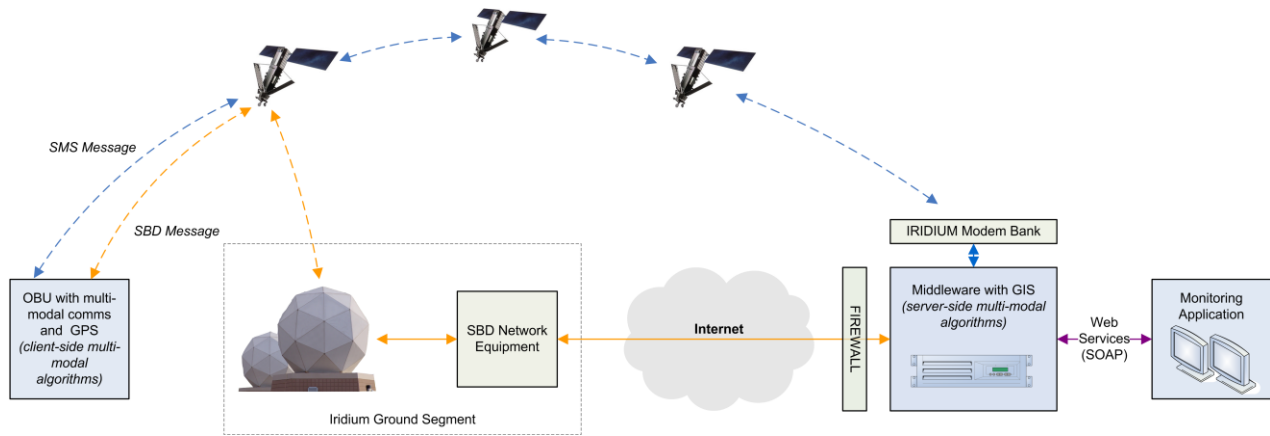 SMS Message
SBD Message
IRIDIUM Modem Bank
OBU with multi-
modal comms
and GPS
(client-side multi-
modal
algorithms)
SBD Network
Equipment
Iridium Ground Segment
Internet
FIREWALL
Middleware with GIS
(server-side multi-modal
algorithms)
Web
Services
(SOAP)
Monitoring
Application